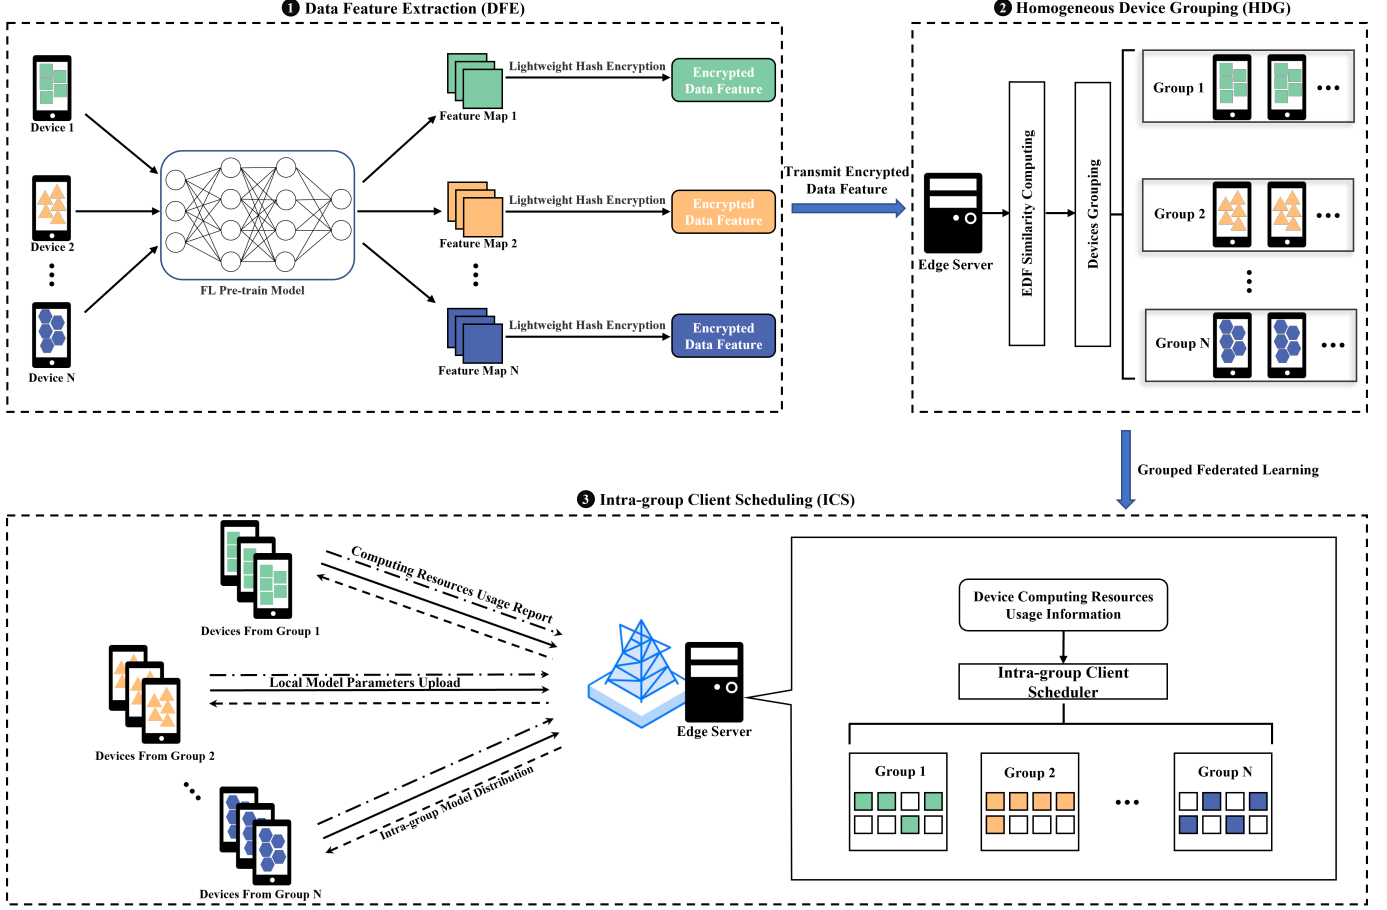 1 Data Feature Extraction (DFE)
Device 1
Device 2
Device N
FL Pre-train Model
Feature Map 1
Feature Map 2
Feature Map N
Lightweight Hash Encryption
Encrypted
Data Feature
Lightweight Hash Encryption
Encrypted
Data Feature
Lightweight Hash Encryption
Encrypted
Data Feature
Transmit Encrypted
Data Feature
2 Homogeneous Device Grouping (HDG)
Edge Server
EDF Similarity Computing
Devices Grouping
Group 1
Group 2
Group N
Grouped Federated Learning
3 Intra-group Client Scheduling (ICS)
Devices From Group 1
Devices From Group 2
Devices From Group N
Computing Resources Usage Report
Local Model Parameters Upload
Intra-group Model Distribution
Edge Server
Device Computing Resources
Usage Information
Intra-group Client
Scheduler
Group 1
Group 2
Group N